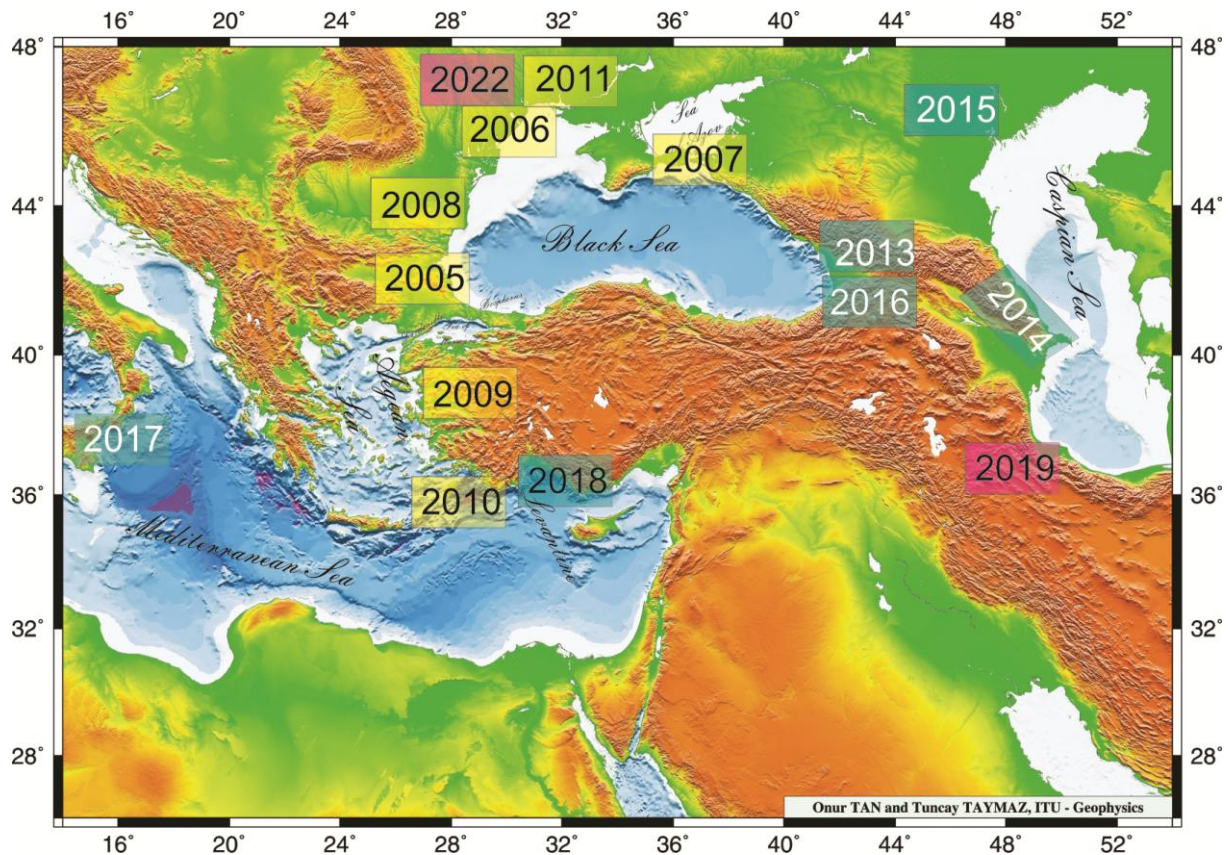 16° 20° 24° 28° 32° 36° 40° 44° 48° 52°
48° 48°
2022 2011
2015
Sea
2006
Azov
2007
44° 44°
2008
Caspian Sea
Black Sea
2013
2005
2016
2014
Bosphorus
40° 40°
Aegean
Sea
2009
2017
2019
2018
36° 36°
2010
Levantine
Mediterranean Sea
32° 32°
28° 28°
Onur TAN and Tuncay TAYMAZ, ITU - Geophysics
16° 20° 24° 28° 32° 36° 40° 44° 48° 52°